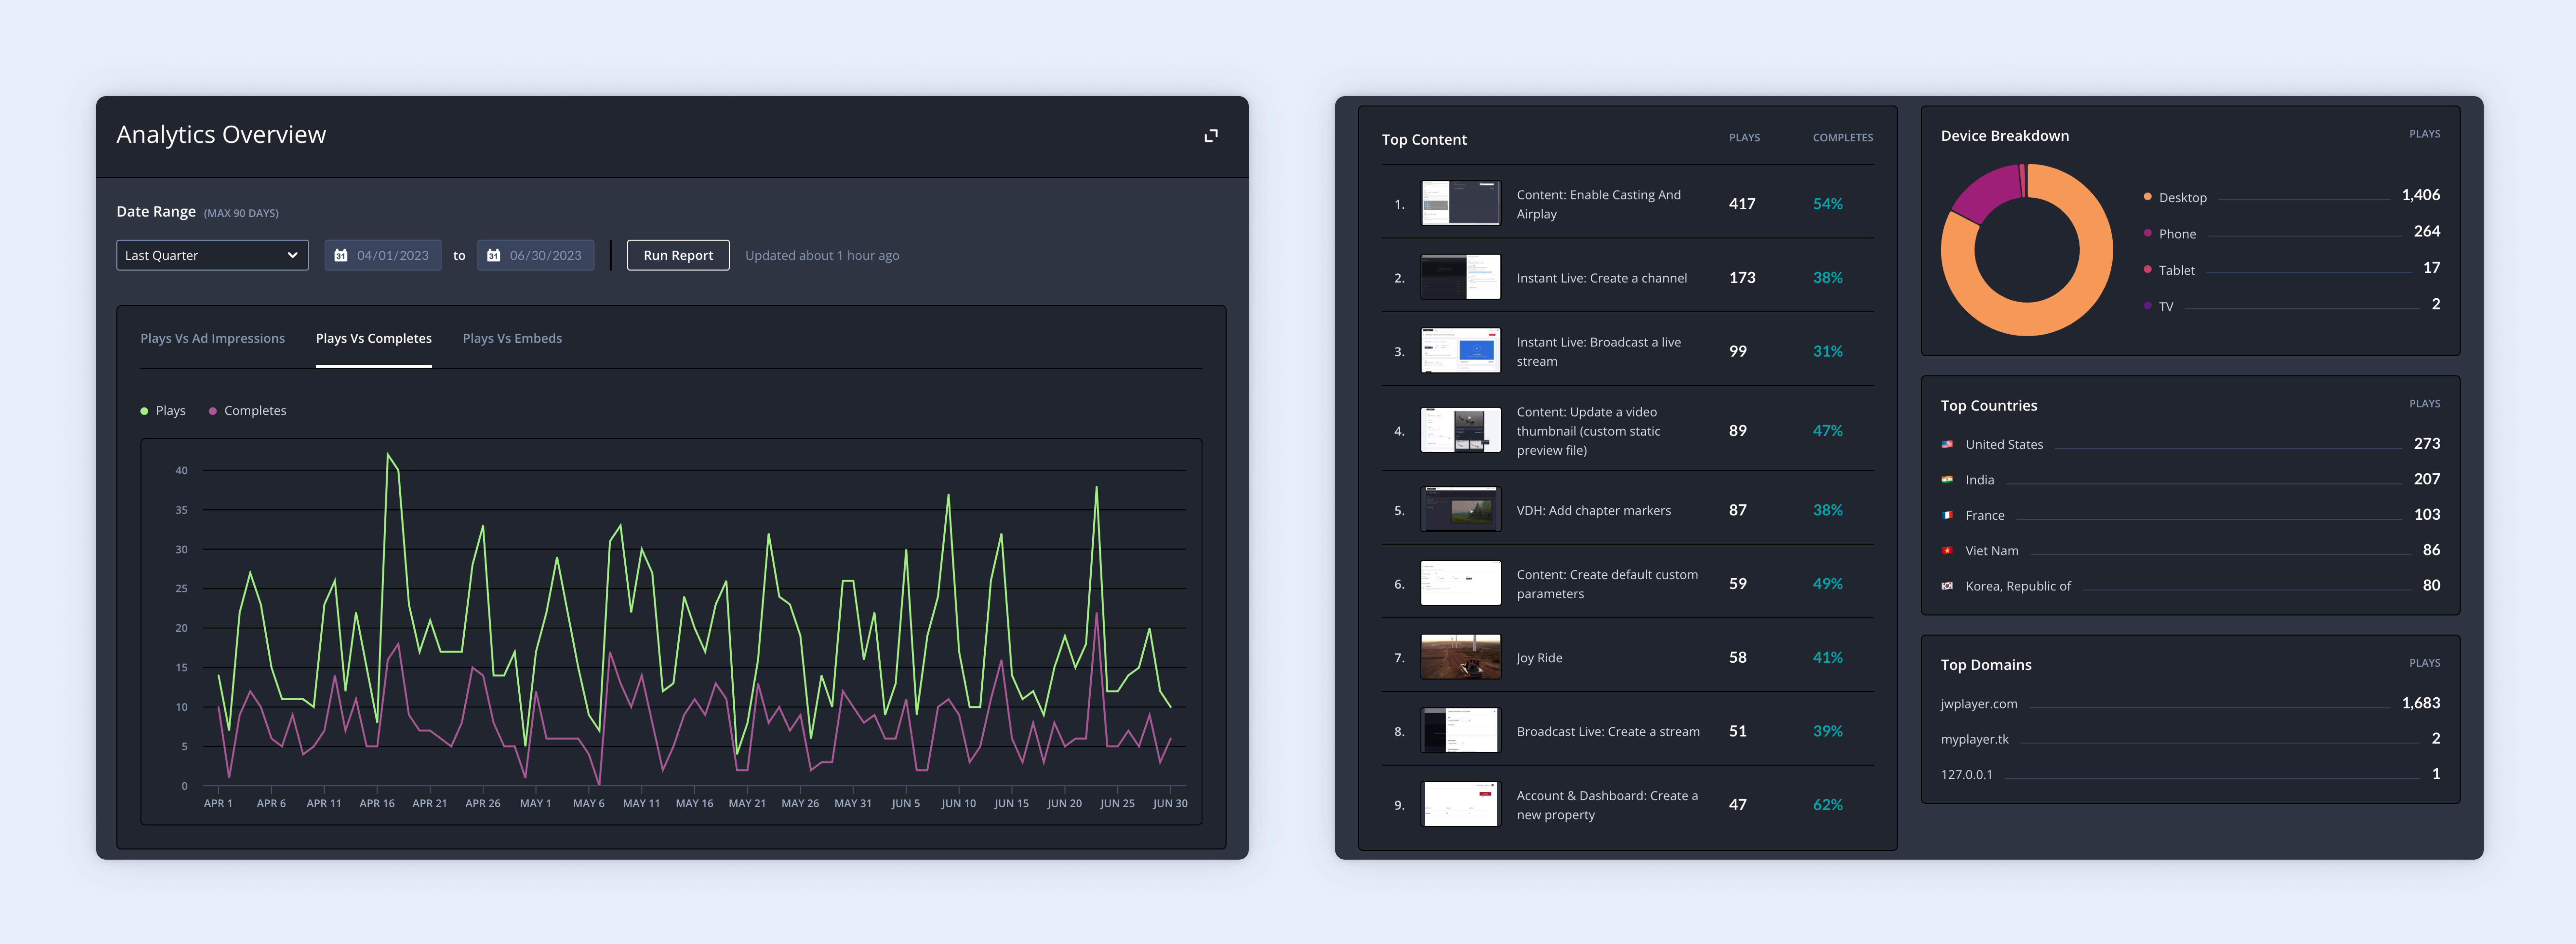 Analytics Overview
Date Range (MAX 90 DAYS)
Last Quarter
31 04/01/2023 to 31 06/30/2023
Run Report
Updated about 1 hour ago
Plays Vs Ad Impressions
Plays Vs Completes
Plays Vs Embeds
Plays
Completes
40
35
30
25
20
15
10
5
0
APR 1 APR 6 APR 11 APR 16 APR 21 APR 26 MAY 1 MAY 6 MAY 11 MAY 16 MAY 21 MAY 26 MAY 31 JUN 5 JUN 10 JUN 15 JUN 20 JUN 25 JUN 30
Top Content PLAYS COMPLETES
1. Content: Enable Casting And
Airplay
417 54%
2. Instant Live: Create a channel 173 38%
3. Instant Live: Broadcast a live
stream
99 31%
4. Content: Update a video
thumbnail (custom static
preview file)
89 47%
5. VDH: Add chapter markers 87 38%
6. Content: Create default custom
parameters
59 49%
7. Joy Ride 58 41%
8. Broadcast Live: Create a stream 51 39%
9. Account & Dashboard: Create a
new property
47 62%
Device Breakdown PLAYS
Desktop 1,406
Phone 264
Tablet 17
TV 2
Top Countries PLAYS
United States 273
India 207
France 103
Viet Nam 86
Korea, Republic of 80
Top Domains PLAYS
jwplayer.com 1,683
myplayer.tk 2
127.0.0.1 1